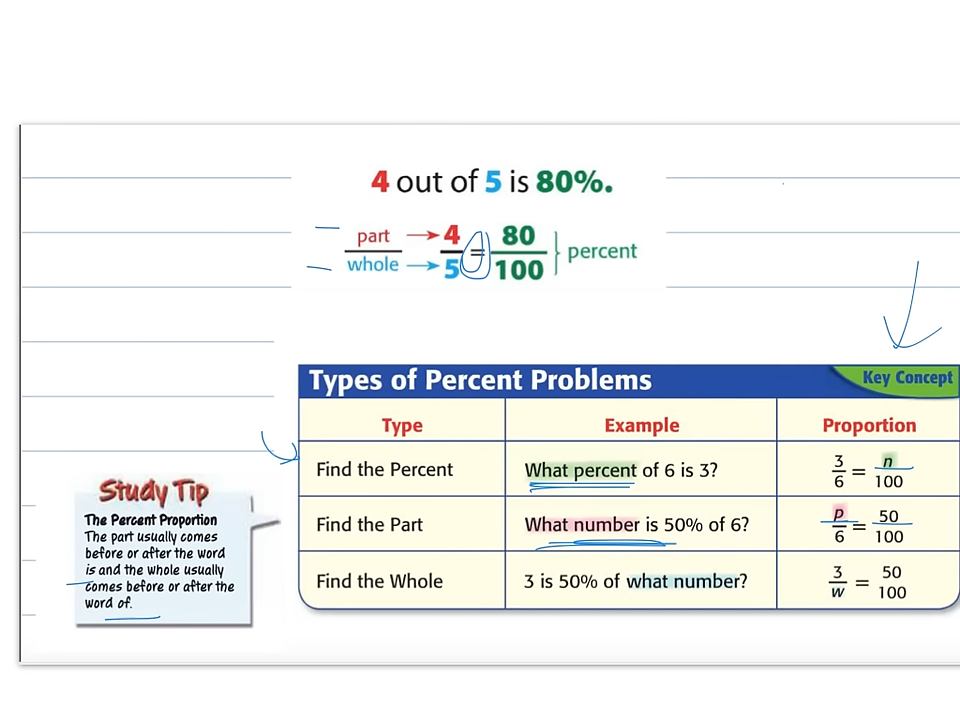 4 out of 5 is 80%.
part → 4 = 80 } percent
whole → 5 100
Types of Percent Problems
Key Concept
Type Example Proportion
Find the Percent What percent of 6 is 3? 3/6 = n/100
Find the Part What number is 50% of 6? p/6 = 50/100
Find the Whole 3 is 50% of what number? 3/w = 50/100
Study Tip
The Percent Proportion
The part usually comes
before or after the word
is and the whole usually
comes before or after the
word of.